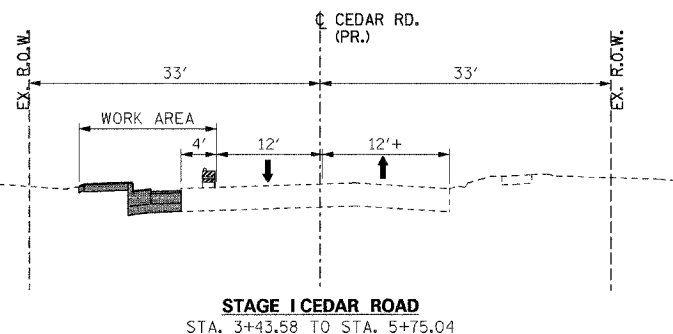 ℄ CEDAR RD.
(PR.)
EX. R.O.W.
EX. R.O.W.
33'
33'
WORK AREA
4'
12'
12'+
STAGE I CEDAR ROAD
STA. 3+43.58 TO STA. 5+75.04